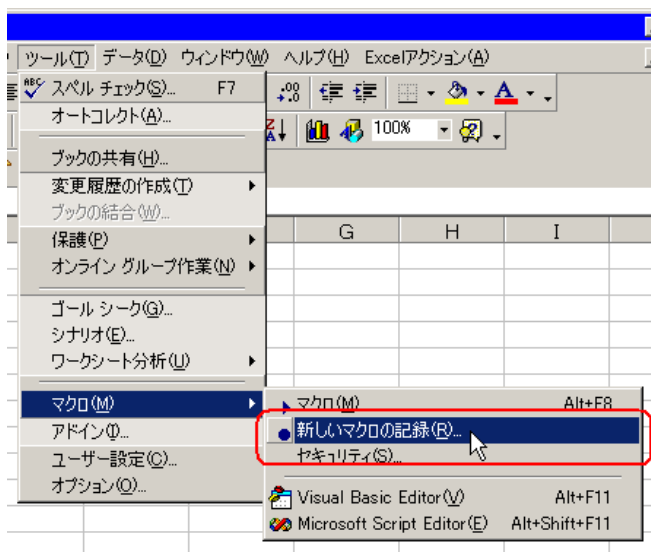 ツール(T) データ(D) ウィンドウ(W) ヘルプ(H) Excelアクション(A)
ABC スペル チェック(S)... F7
オートコレクト(A)...
100%
ブックの共有(H)...
変更履歴の作成(T)
ブックの結合(W)...
保護(P)
G H I
オンライン グループ作業(N)
ゴール シーク(G)...
シナリオ(E)...
ワークシート分析(U)
マクロ(M)
マクロ(M) Alt+F8
アドイン(I)...
新しいマクロの記録(R)...
ユーザー設定(C)...
セキュリティ(S)...
オプション(O)...
Visual Basic Editor(V) Alt+F11
Microsoft Script Editor(E) Alt+Shift+F11